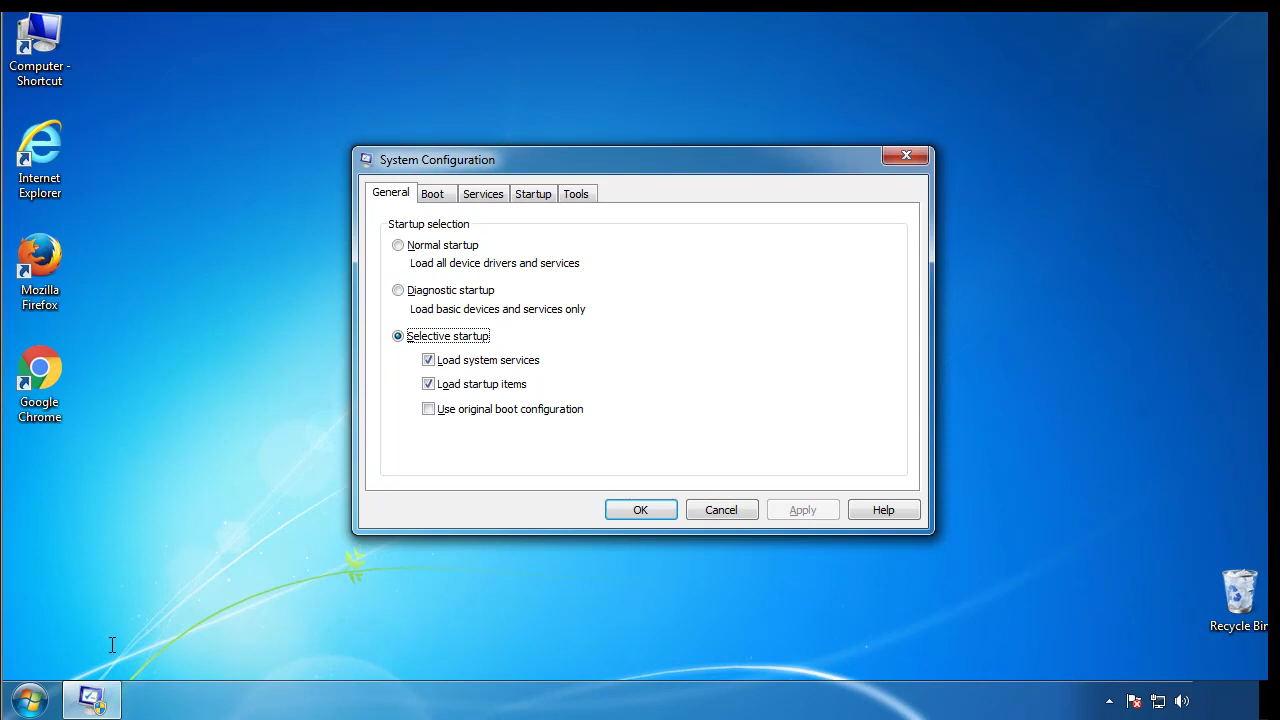 Computer -
Shortcut
Internet
Explorer
Mozilla
Firefox
Google
Chrome
System Configuration
General Boot Services Startup Tools
Startup selection
Normal startup
Load all device drivers and services
Diagnostic startup
Load basic devices and services only
Selective startup
Load system services
Load startup items
Use original boot configuration
OK Cancel Apply Help
Recycle Bin